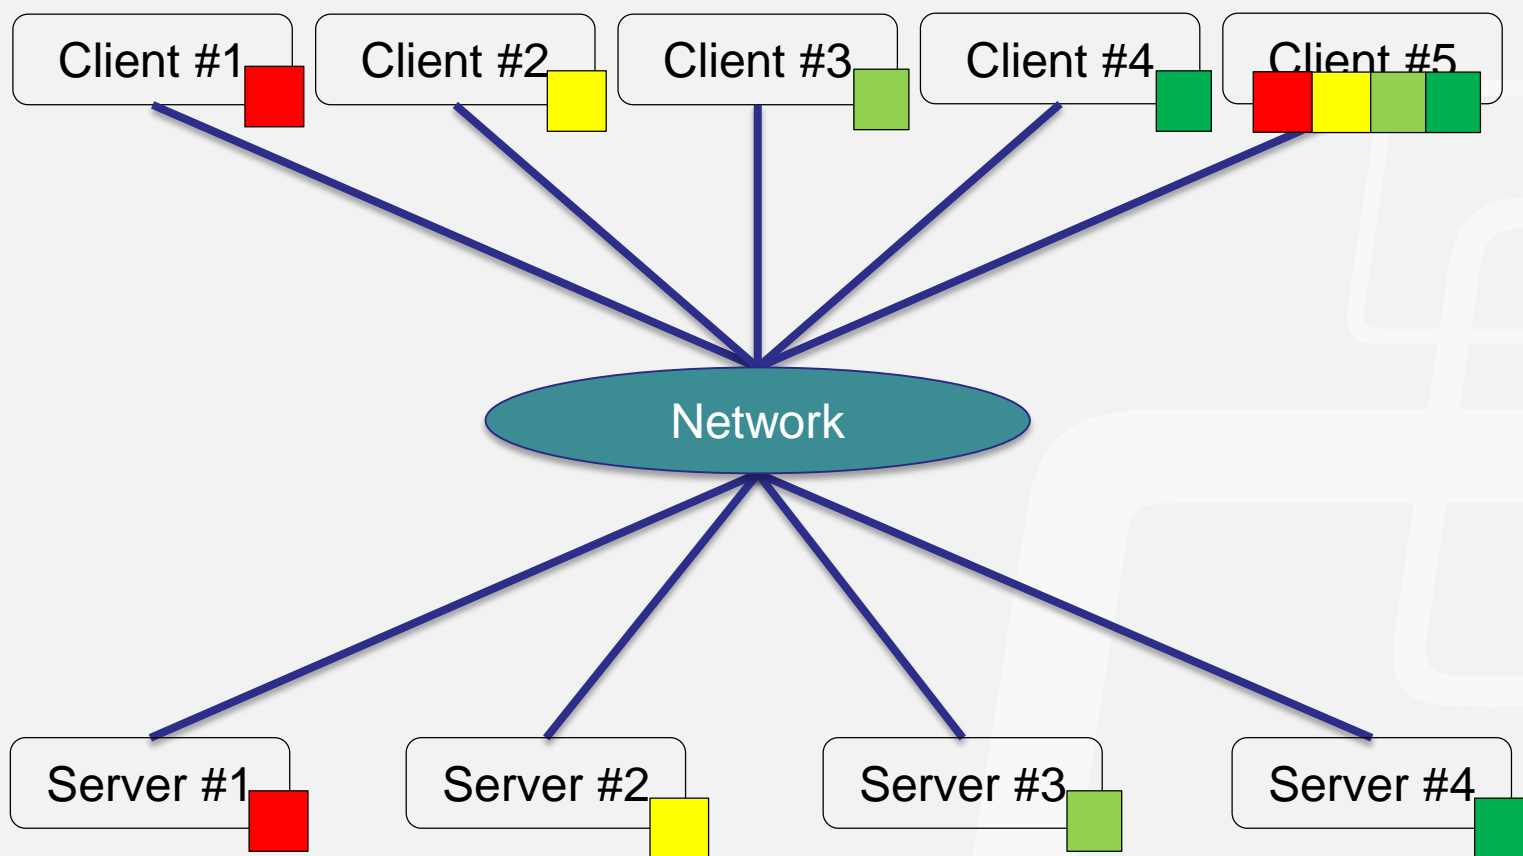 Client #1
Client #2
Client #3
Client #4
Client #5
Network
Server #1
Server #2
Server #3
Server #4